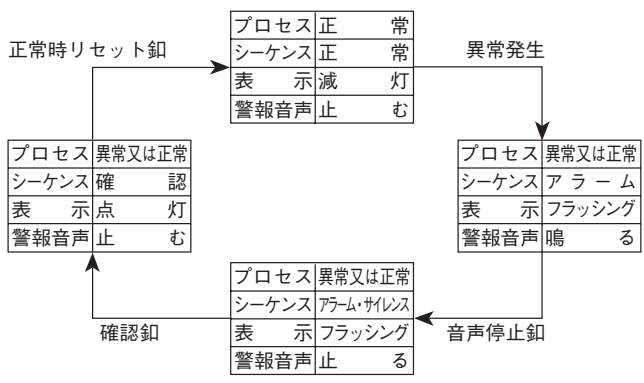 プロセス 正常
シーケンス 正常
表示 減灯
警報音声 止む
異常発生
プロセス 異常又は正常
シーケンス アラーム
表示 フラッシング
警報音声 鳴る
音声停止釦
プロセス 異常又は正常
シーケンス アラーム・サイレンス
表示 フラッシング
警報音声 止る
確認釦
プロセス 異常又は正常
シーケンス 確認
表示 点灯
警報音声 止む
正常時リセット釦